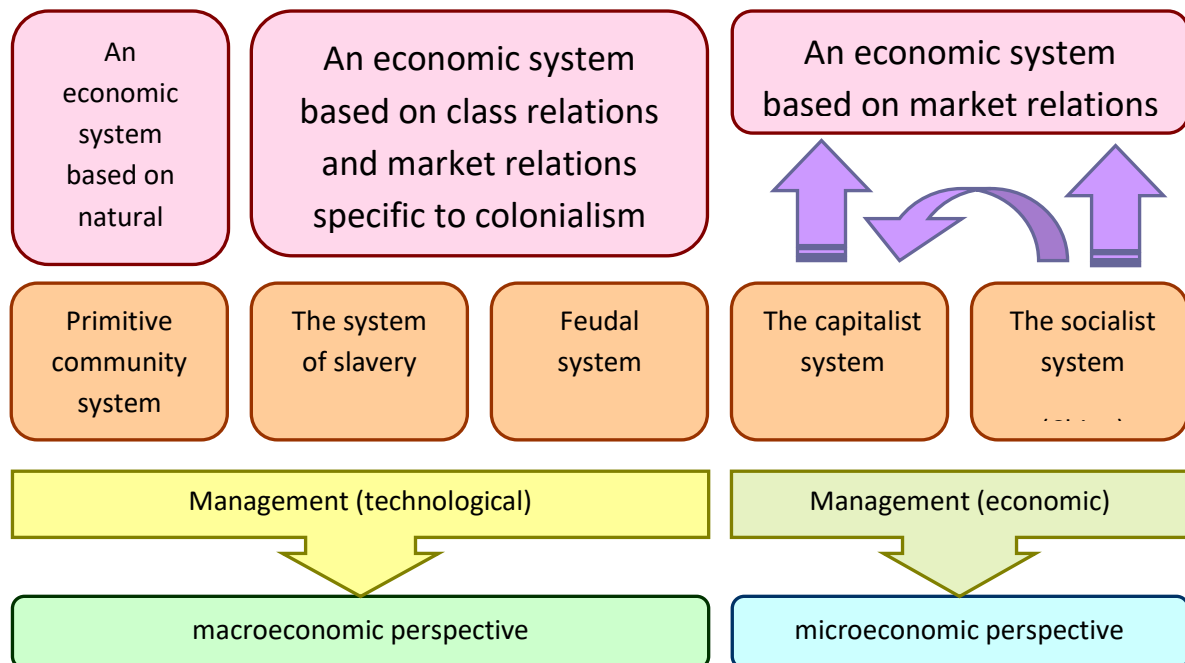 An
economic
system
based on
natural
An economic system
based on class relations
and market relations
specific to colonialism
An economic system
based on market relations
Primitive
community
system
The system
of slavery
Feudal
system
The capitalist
system
The socialist
system
Management (technological)
Management (economic)
macroeconomic perspective
microeconomic perspective